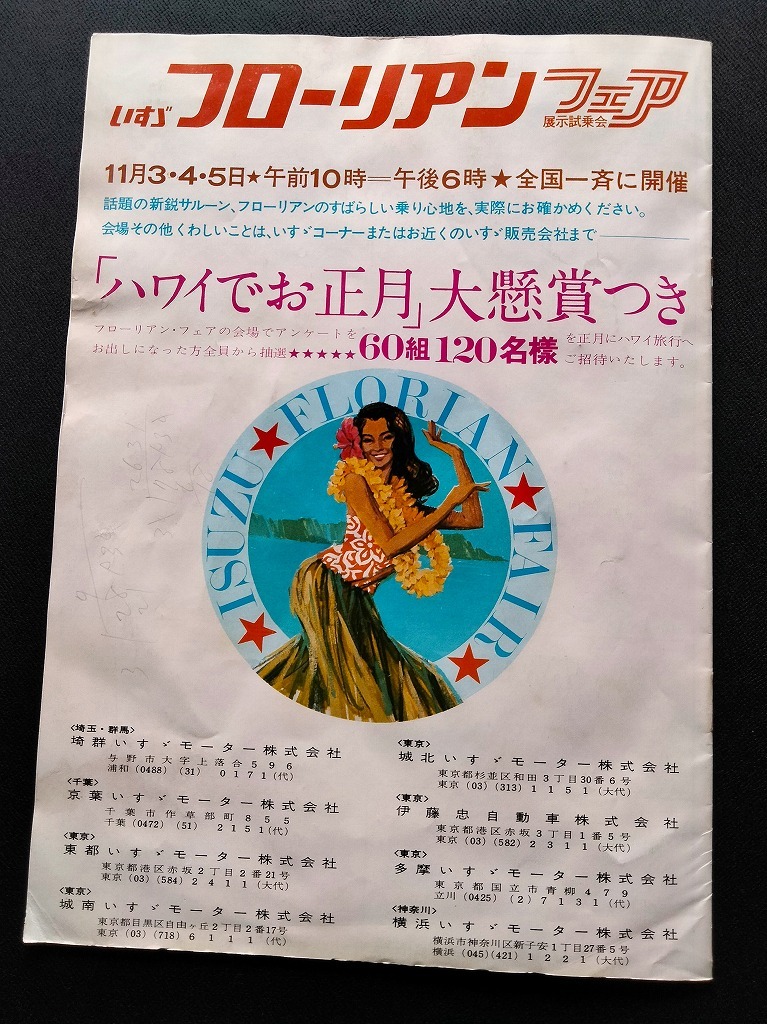 いすゞフローリアンフェア
展示試乗会
11月3・4・5日★午前10時—午後6時★全国一斉に開催
話題の新鋭サルーン、フローリアンのすばらしい乗り心地を、実際にお確かめください。
会場その他くわしいことは、いすゞコーナーまたはお近くのいすゞ販売会社まで
「ハワイでお正月」大懸賞つき
フローリアン・フェアの会場でアンケートを
お出しになった方全員から抽選★★★★★60組120名様
を正月にハワイ旅行へ
ご招待いたします。
ISUZU★FLORIAN★FAIR★★
<埼玉・群馬>
埼群いすゞモーター株式会社
与野市大字上落合596
浦和(0488)(31)0171(代)
<千葉>
京葉いすゞモーター株式会社
千葉市作草部町855
千葉(0472)(51)2151(代)
<東京>
東都いすゞモーター株式会社
東京都港区赤坂2丁目2番21号
東京(03)(584)2411(大代)
<東京>
城南いすゞモーター株式会社
東京都目黒区自由ヶ丘2丁目2番17号
東京(03)(718)6111(代)
<東京>
城北いすゞモーター株式会社
東京都杉並区和田3丁目30番6号
東京(03)(313)1151(大代)
<東京>
伊藤忠自動車株式会社
東京都港区赤坂3丁目1番5号
東京(03)(582)2311(大代)
<東京>
多摩いすゞモーター株式会社
東京都国立市青柳479
立川(0425)(2)7131(代)
<神奈川>
横浜いすゞモーター株式会社
横浜市神奈川区新子安1丁目27番5号
横浜(045)(421)1221(大代)